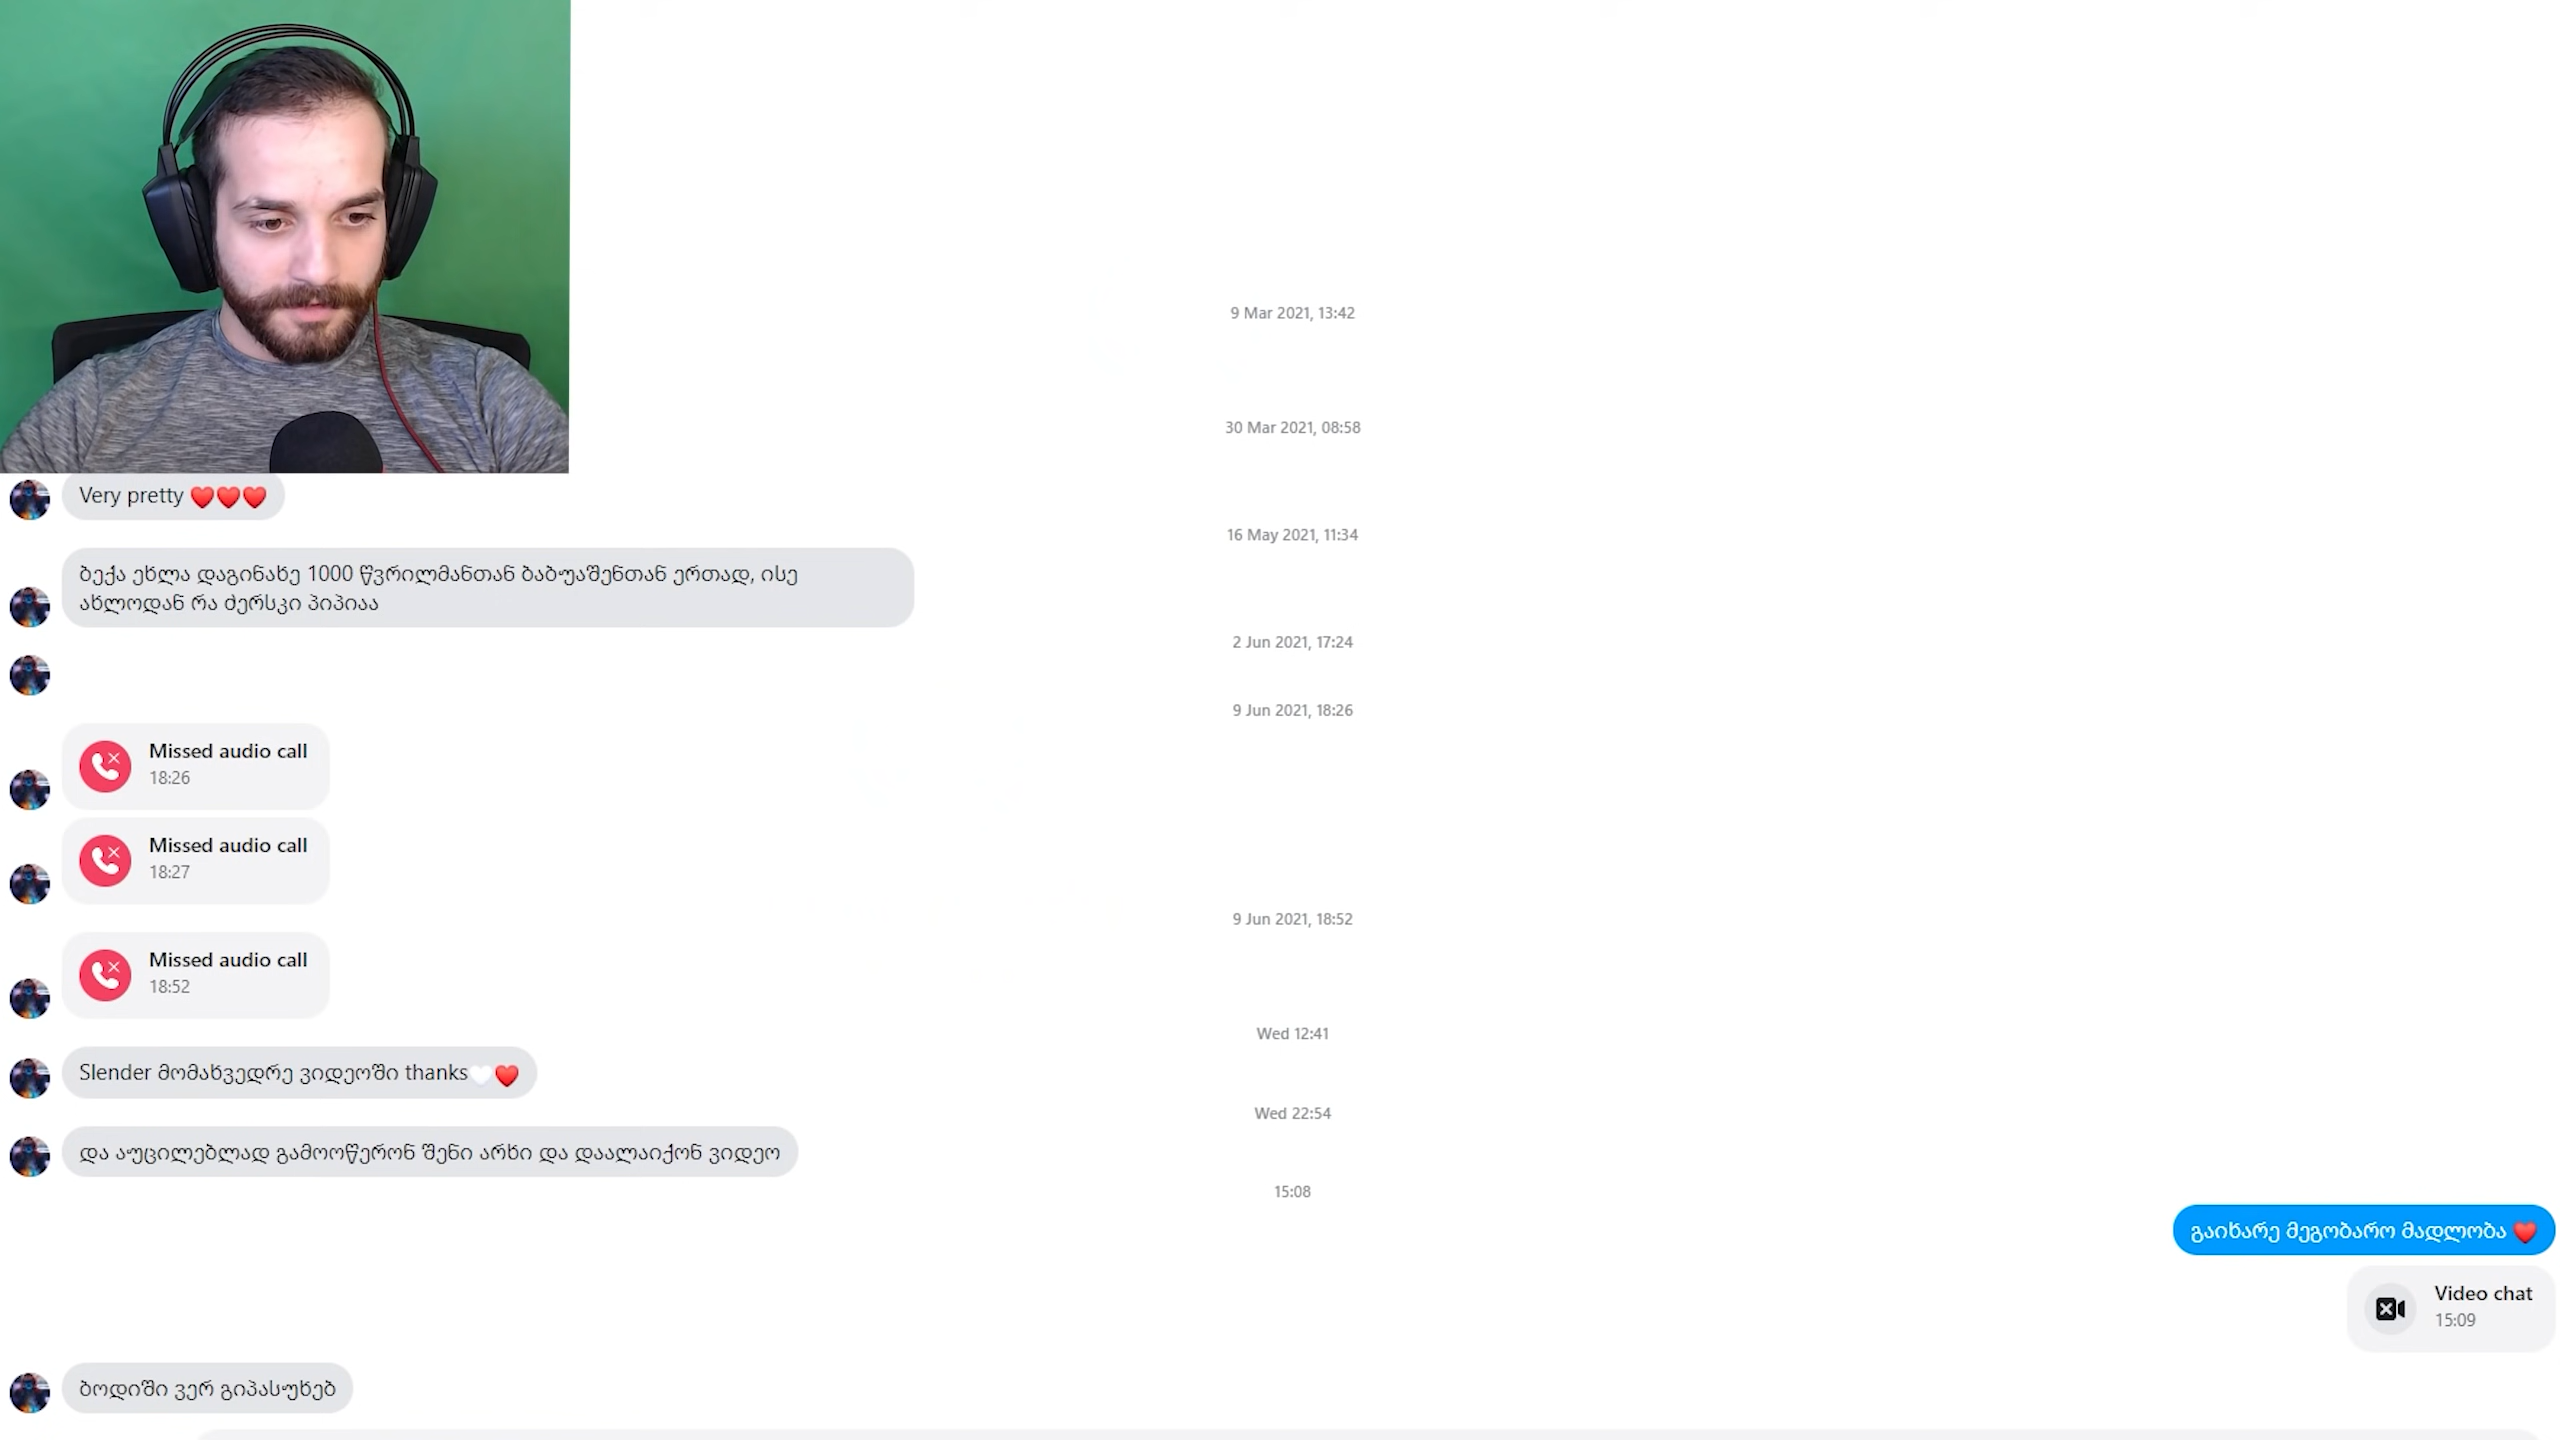 9 Mar 2021, 13:42
30 Mar 2021, 08:58
Very pretty ❤️❤️❤️
16 May 2021, 11:34
ბექა ეხლა დაგინახე 1000 წვრილმანთან ბაბუაშენთან ერთად, ისე
ახლოდან რა ძერსკი პიპიაა
2 Jun 2021, 17:24
9 Jun 2021, 18:26
Missed audio call
18:26
Missed audio call
18:27
9 Jun 2021, 18:52
Missed audio call
18:52
Wed 12:41
Slender მომახვედრე ვიდეოში thanks🤍❤️
Wed 22:54
და აუცილებლად გამოოწერონ შენი არხი და დაალაიქონ ვიდეო
15:08
გაიხარე მეგობარო მადლობა ❤️
Video chat
15:09
ბოდიში ვერ გიპასუხებ